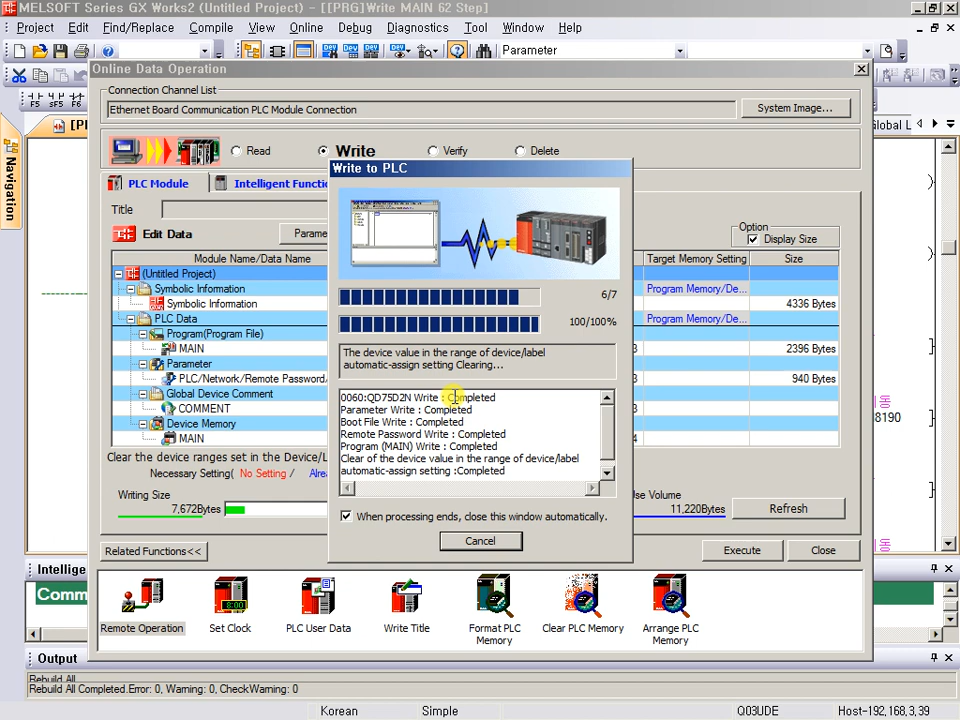 MELSOFT Series GX Works2 (Untitled Project) - [[PRG]Write MAIN 62 Step]
Project Edit Find/Replace Compile View Online Debug Diagnostics Tool Window Help
Parameter
F5 sF5 F6
Online Data Operation
Connection Channel List
Ethernet Board Communication PLC Module Connection
System Image...
Read Write Verify Delete
Navigation
PLC Module
Title
Edit Data
Option
Display Size
Module Name/Data Name
Target Memory Setting
Size
(Untitled Project)
Symbolic Information
Program Memory/De...
Symbolic Information
4336 Bytes
PLC Data
Program Memory/De...
Program(Program File)
MAIN
2396 Bytes
Parameter
PLC/Network/Remote Password/
940 Bytes
Global Device Comment
COMMENT
Device Memory
MAIN
8190
Clear the device ranges set in the Device/L
Necessary Setting( No Setting /
Writing Size
7,672Bytes
11,220Bytes
Refresh
Related Functions<<
Execute
Close
Write to PLC
6/7
100/100%
The device value in the range of device/label
automatic-assign setting Clearing...
0060:QD75D2N Write : Completed
Parameter Write : Completed
Boot File Write : Completed
Remote Password Write : Completed
Program (MAIN) Write : Completed
Clear of the device value in the range of device/label
automatic-assign setting :Completed
When processing ends, close this window automatically.
Cancel
Remote Operation
Set Clock
PLC User Data
Write Title
Format PLC
Memory
Clear PLC Memory
Arrange PLC
Memory
Output
Rebuild All
Rebuild All Completed.Error: 0, Warning: 0, CheckWarning: 0
Korean Simple Q03UDE Host-192,168,3,39